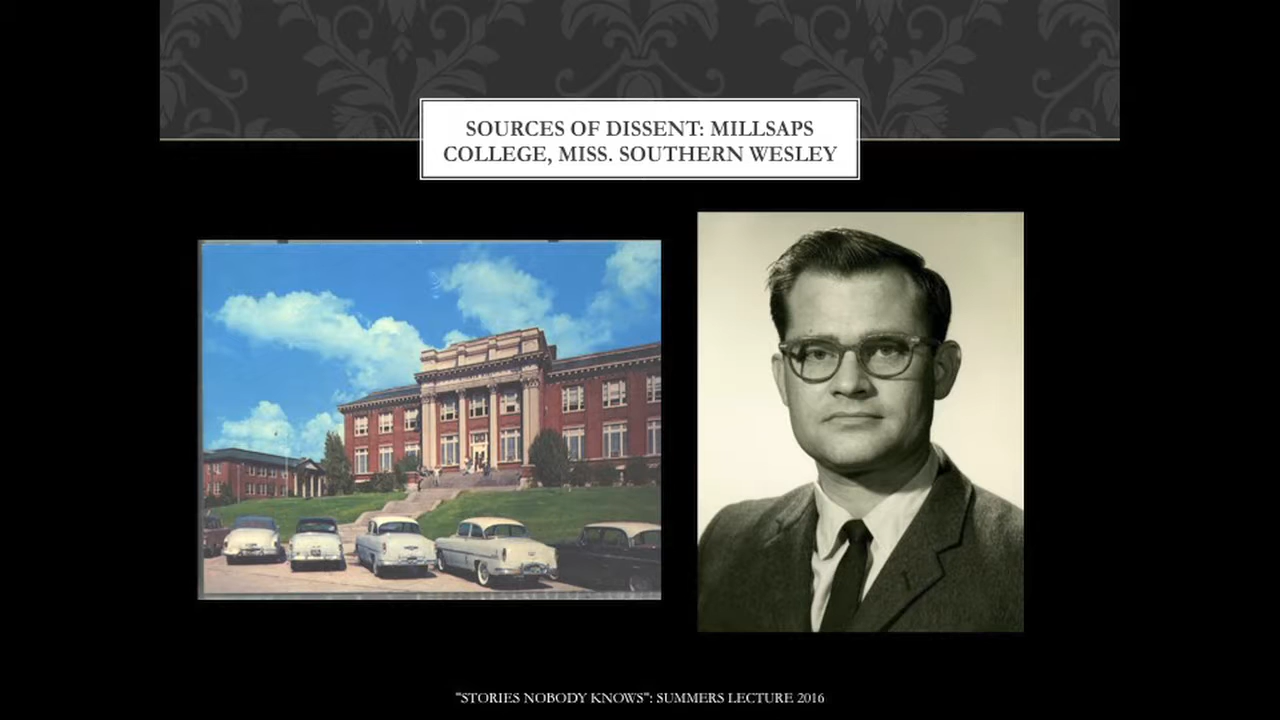 SOURCES OF DISSENT: MILLSAPS
COLLEGE, MISS. SOUTHERN WESLEY
"STORIES NOBODY KNOWS": SUMMERS LECTURE 2016